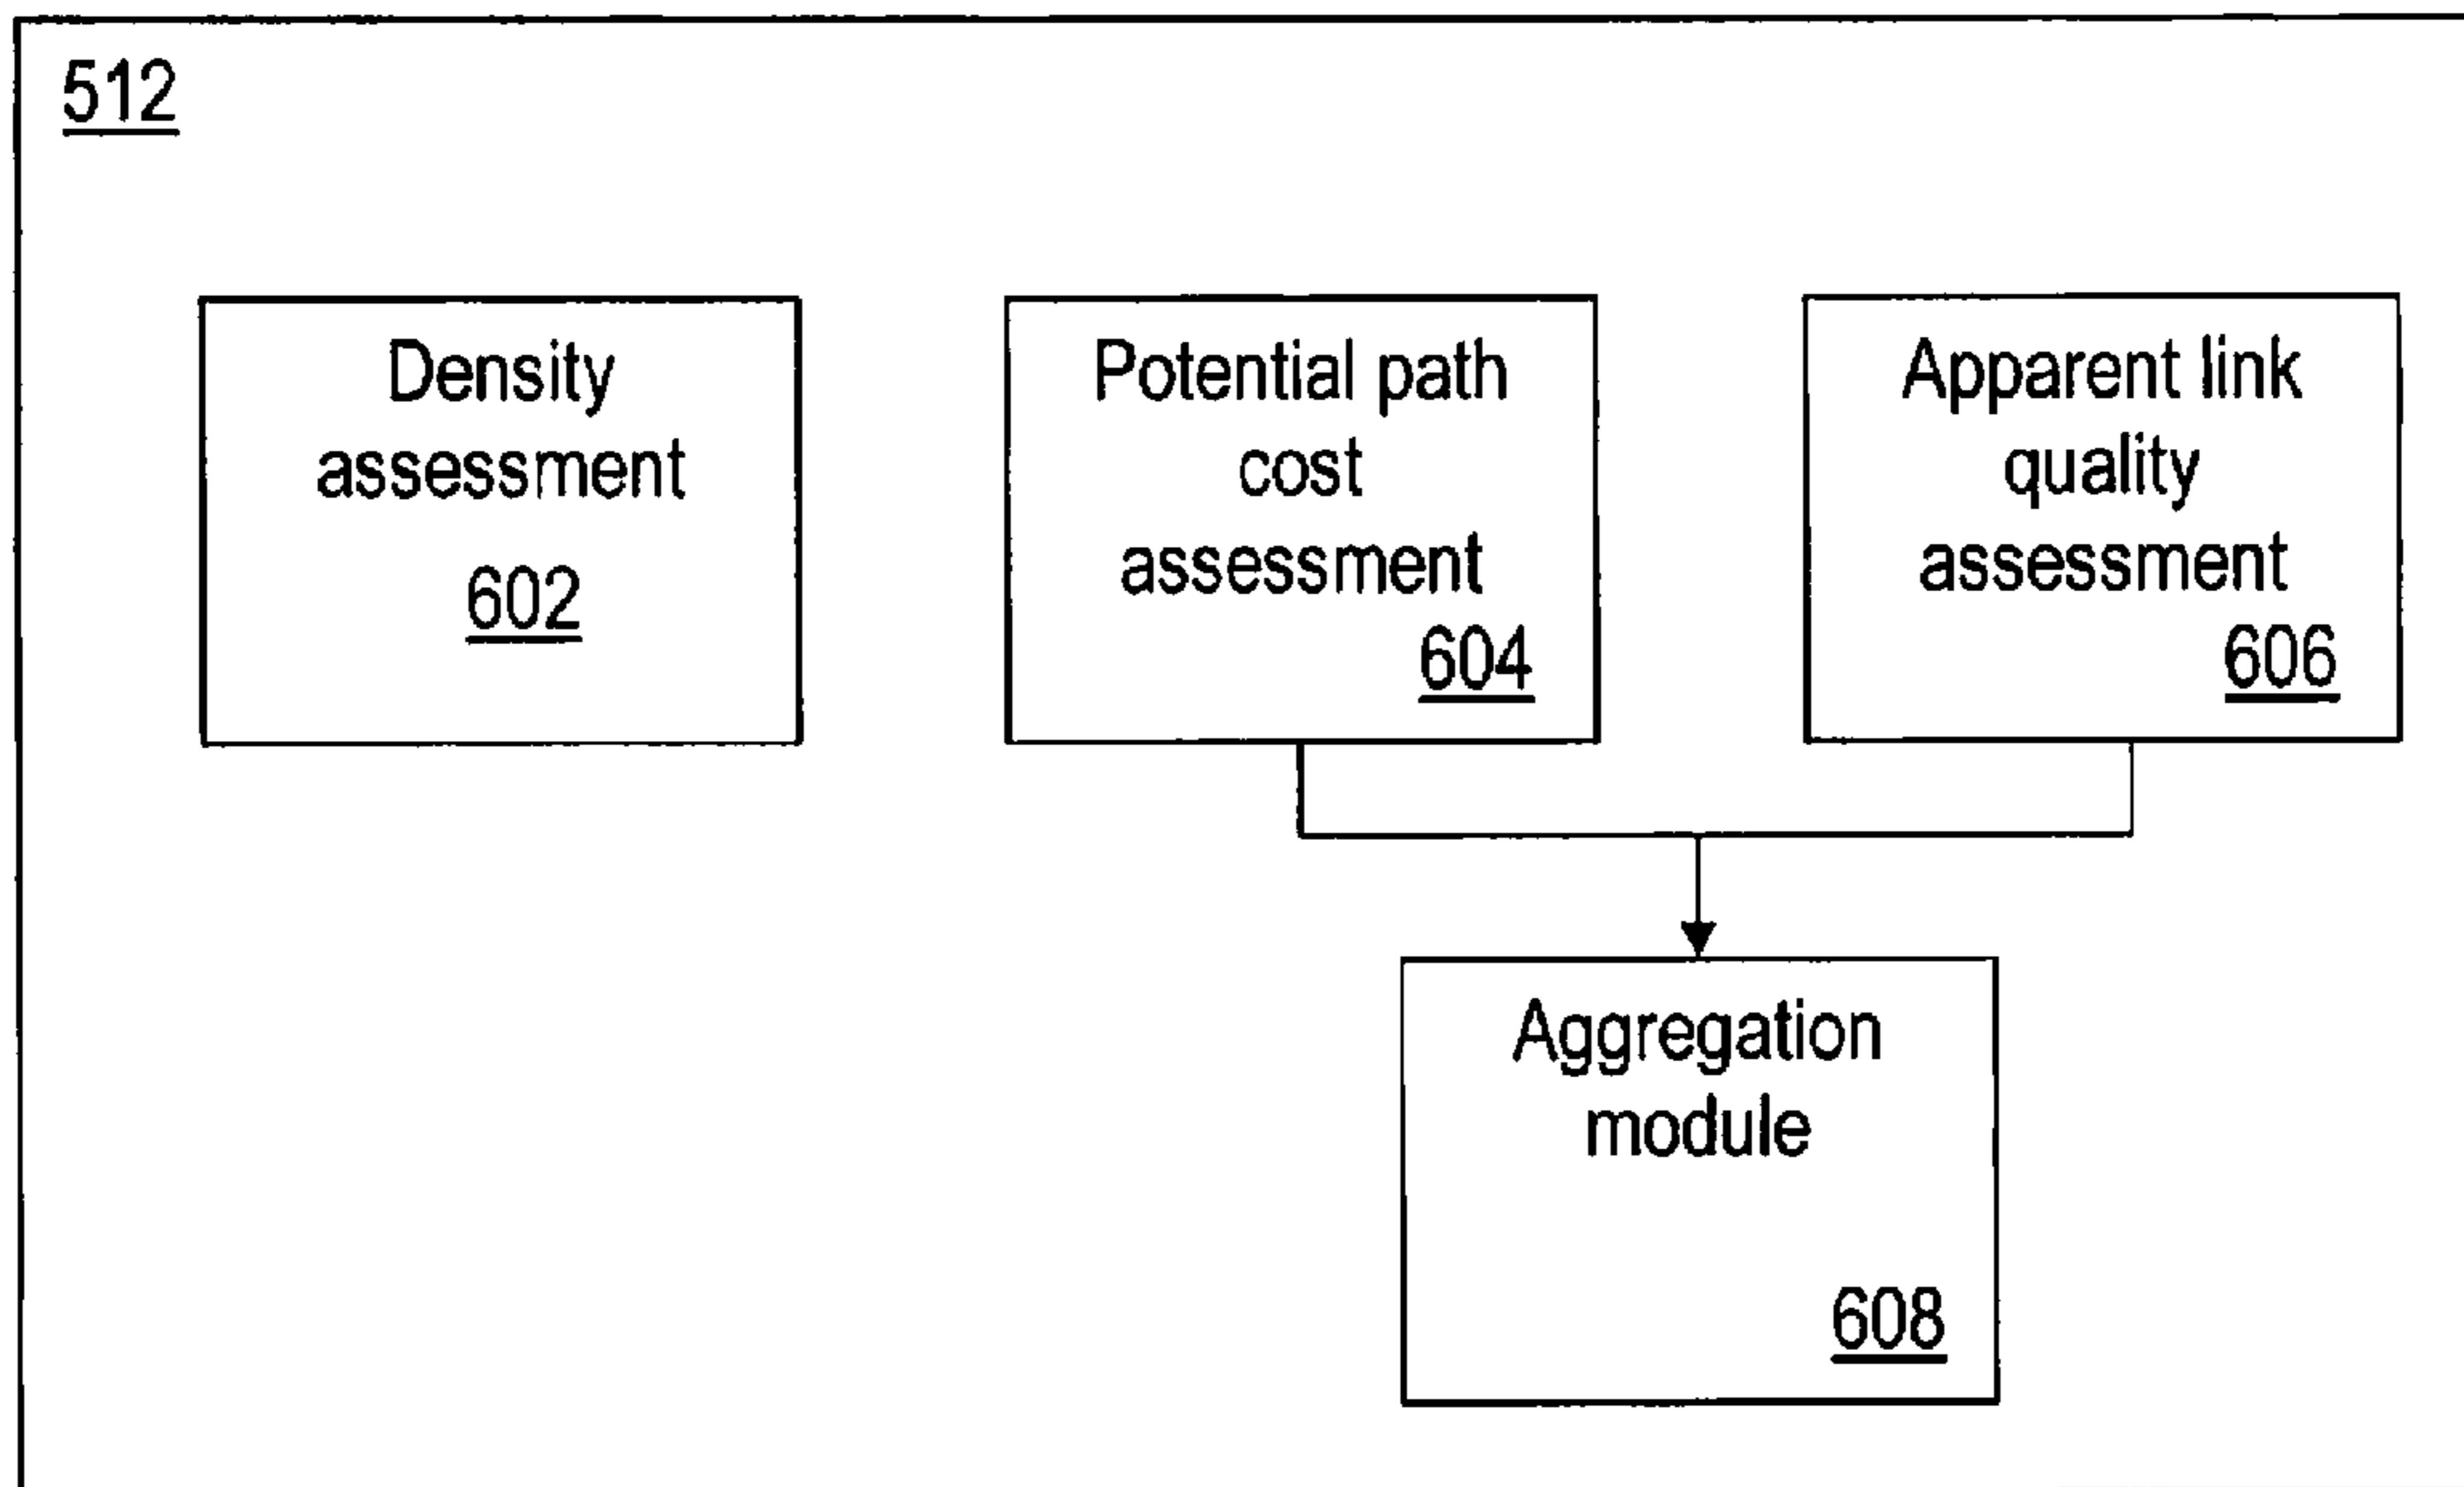 512
Density
assessment
602
Potential path
cost
assessment
604
Apparent link
quality
assessment
606
Aggregation
module
608